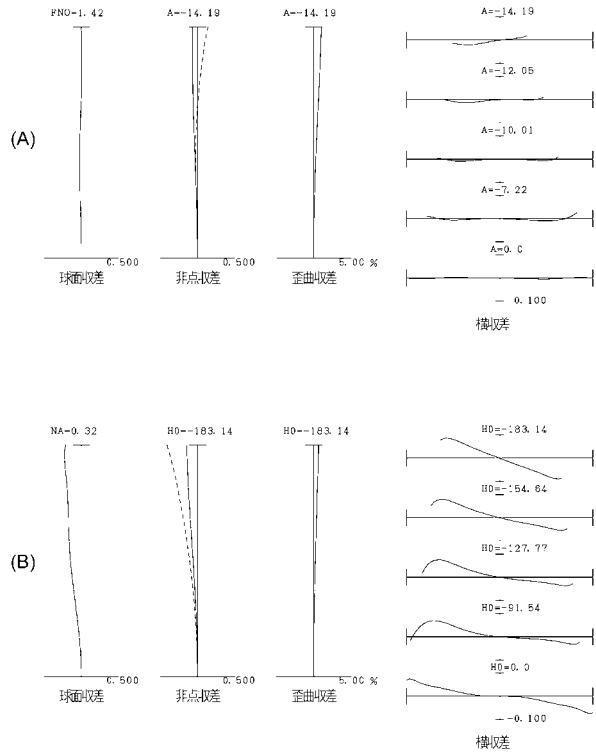 (A)
FNO=1.42
A=-14.19
A=-14.19
0.500
0.500
5.00 %
球面収差
非点収差
歪曲収差
A=-14.19
A=-12.05
A=-10.01
A=-7.22
A=0.0
0.100
横収差
(B)
NA=0.32
H0=-183.14
H0=-183.14
0.500
0.500
5.00 %
球面収差
非点収差
歪曲収差
H0=-183.14
H0=-154.64
H0=-127.77
H0=-91.54
H0=0.0
-0.100
横収差